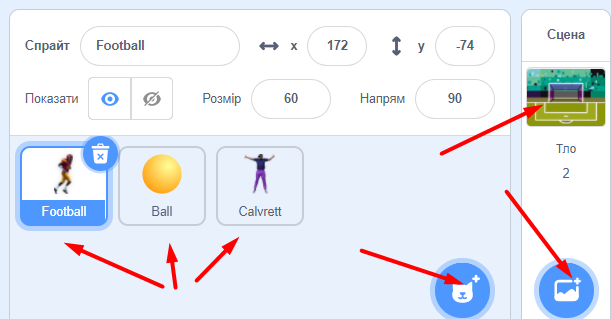 Спрайт Football x 172 y -74
Показати Розмір 60 Напрям 90
Football Ball Calvrett
Сцена
Тло
2